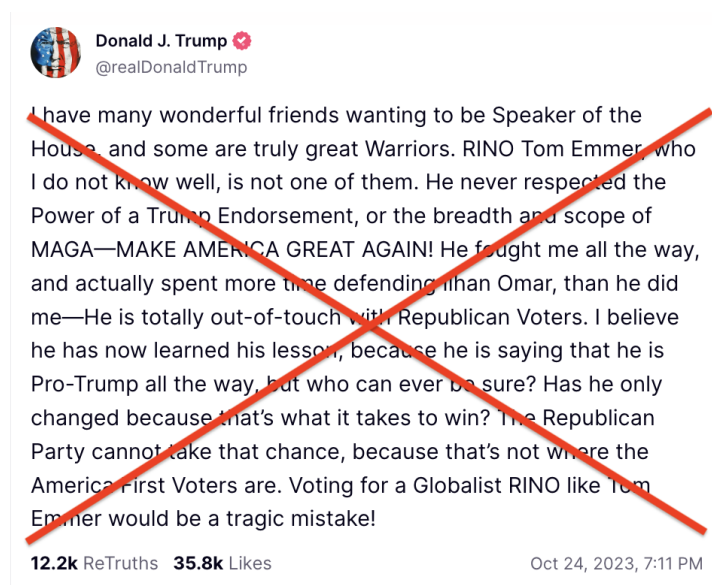 Donald J. Trump
@realDonaldTrump
I have many wonderful friends wanting to be Speaker of the
House, and some are truly great Warriors. RINO Tom Emmer, who
I do not know well, is not one of them. He never respected the
Power of a Trump Endorsement, or the breadth and scope of
MAGA—MAKE AMERICA GREAT AGAIN! He fought me all the way,
and actually spent more time defending Ilhan Omar, than he did
me—He is totally out-of-touch with Republican Voters. I believe
he has now learned his lesson, because he is saying that he is
Pro-Trump all the way, but who can ever be sure? Has he only
changed because that's what it takes to win? The Republican
Party cannot take that chance, because that's not where the
America First Voters are. Voting for a Globalist RINO like Tom
Emmer would be a tragic mistake!
12.2k ReTruths 35.8k Likes Oct 24, 2023, 7:11 PM